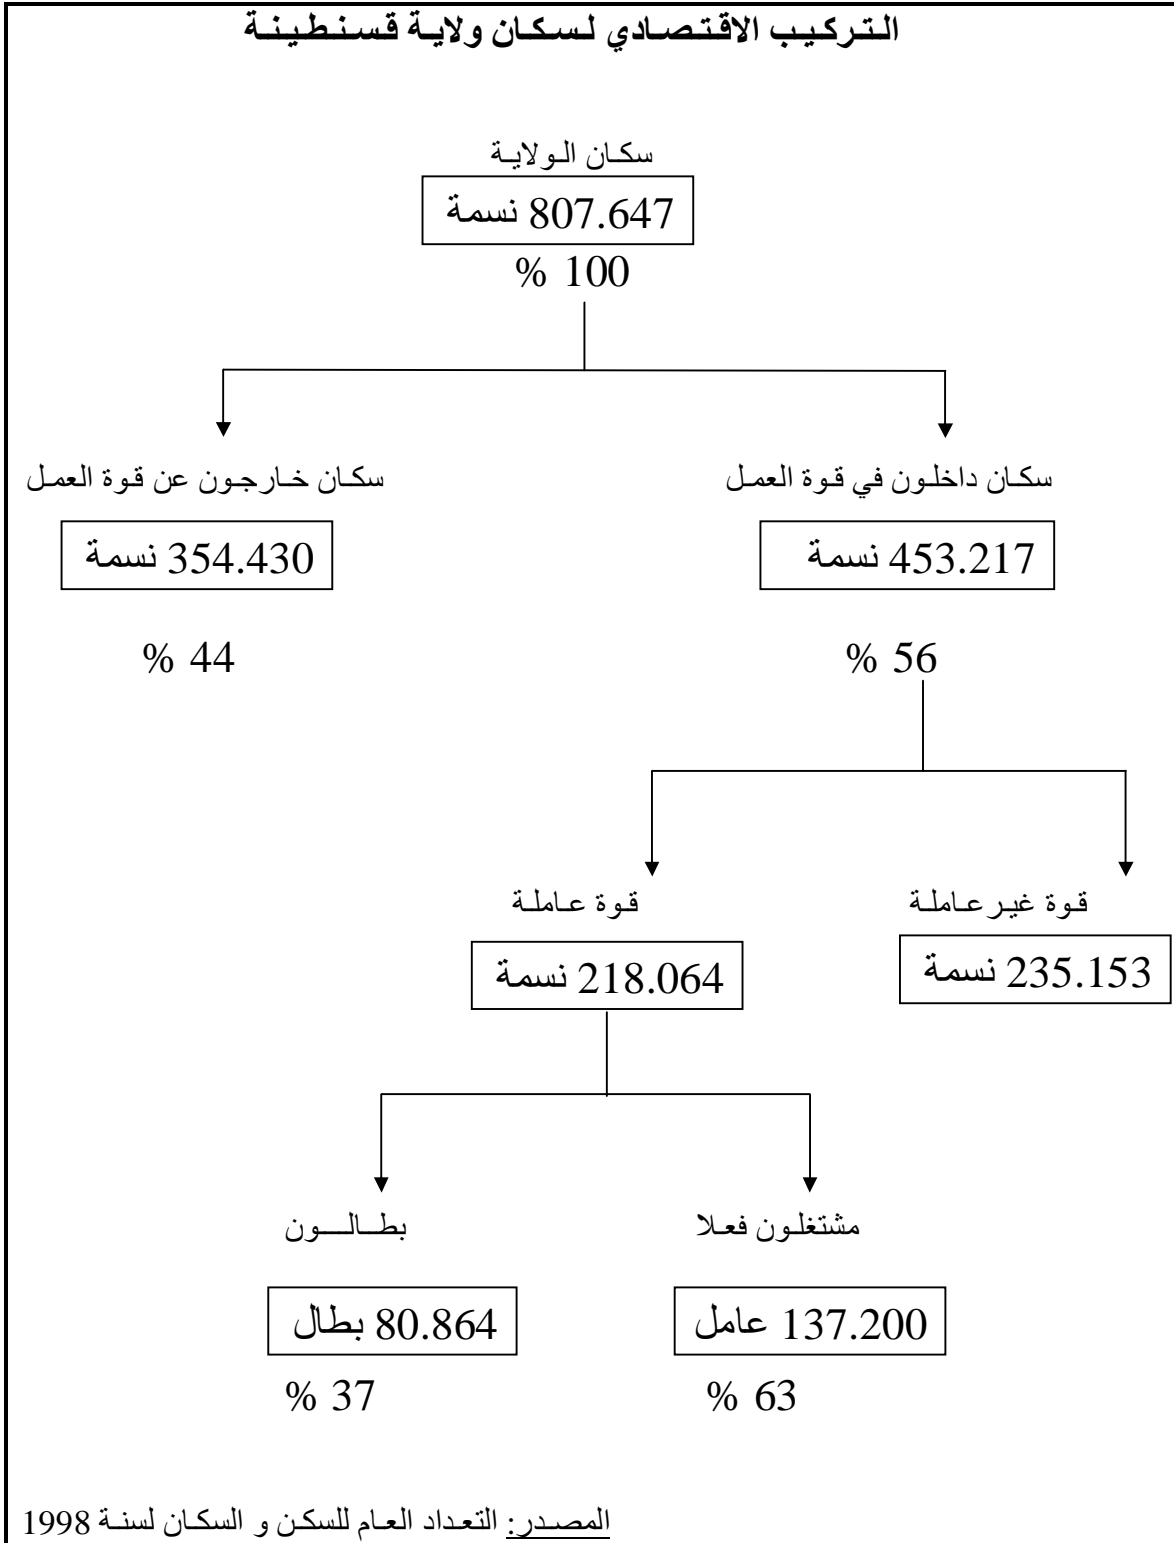 التركيب الاقتصادي لسكان ولاية قسنطينة
سكان الولاية
807.647 نسمة
100 %
سكان داخلون في قوة العمل
سكان خارجون عن قوة العمل
453.217 نسمة
354.430 نسمة
56 %
44 %
قوة غير عاملة
قوة عاملة
235.153 نسمة
218.064 نسمة
مشتغلون فعلا
بطالون
137.200 عامل
80.864 بطال
63 %
37 %
المصدر: التعداد العام للسكن و السكان لسنة 1998